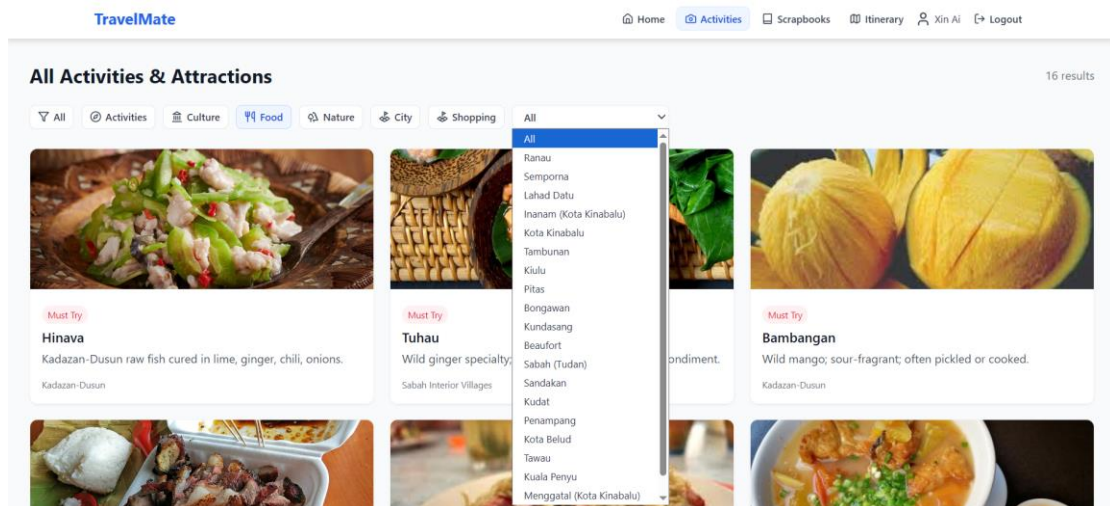 TravelMate
Home Activities Scrapbooks Itinerary Xin Ai Logout
All Activities & Attractions
16 results
All Activities Culture Food Nature City Shopping All
All
Ranau
Semporna
Lahad Datu
Inanam (Kota Kinabalu)
Kota Kinabalu
Tambunan
Kiulu
Pitas
Bongawan
Kundasang
Beaufort
Sabah (Tudan)
Sandakan
Kudat
Penampang
Kota Belud
Tawau
Kuala Penyu
Menggatal (Kota Kinabalu)
Must Try
Hinava
Kadazan-Dusun raw fish cured in lime, ginger, chili, onions.
Kadazan-Dusun
Must Try
Tuhau
Wild ginger specialty; ondiment.
Sabah Interior Villages
Must Try
Bambangan
Wild mango; sour-fragrant; often pickled or cooked.
Kadazan-Dusun